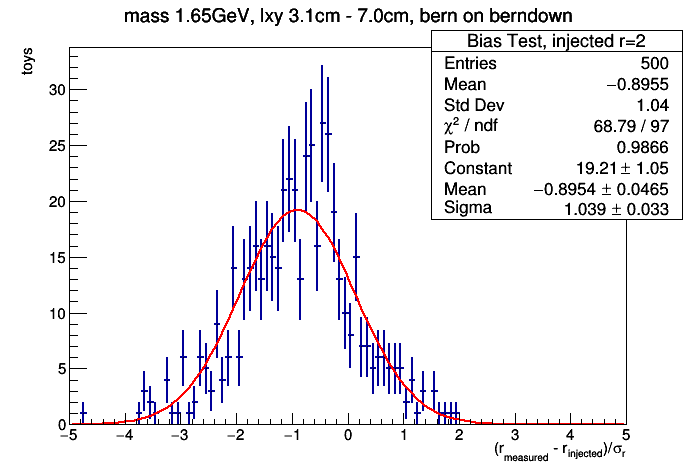 mass 1.65GeV, lxy 3.1cm - 7.0cm, bern on berndown
Bias Test, injected r=2
Entries 500
Mean −0.8955
Std Dev 1.04
χ² / ndf 68.79 / 97
Prob 0.9866
Constant 19.21 ± 1.05
Mean −0.8954 ± 0.0465
Sigma 1.039 ± 0.033
toys
30
25
20
15
10
5
0
−5 −4 −3 −2 −1 0 1 2 3 4 5
(r_measured - r_injected)/σ_r